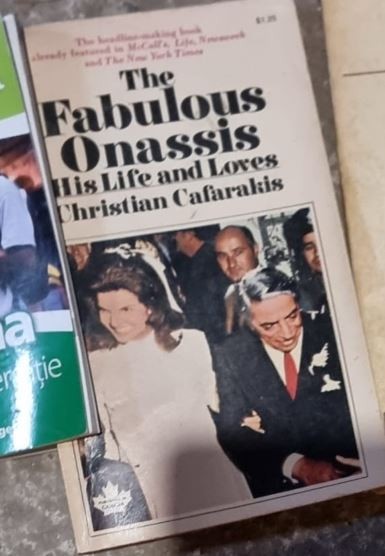 $1.25
The headline-making book
already featured in McCall's, Life, Newsweek
and The New York Times
The
Fabulous
Onassis
His Life and Loves
Christian Cafarakis